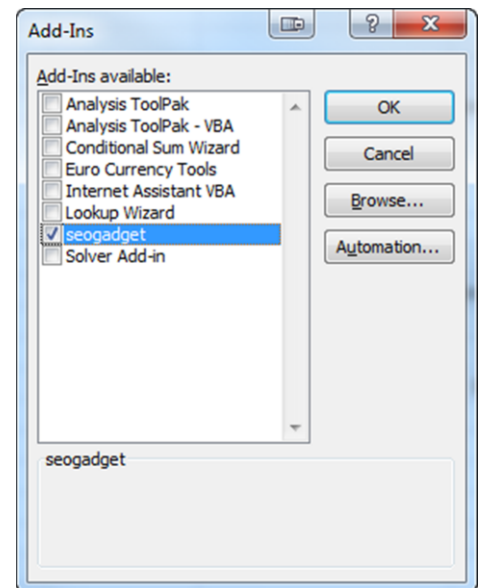 Add-Ins
Add-Ins available:
Analysis ToolPak
Analysis ToolPak - VBA
Conditional Sum Wizard
Euro Currency Tools
Internet Assistant VBA
Lookup Wizard
seogadget
Solver Add-in
OK
Cancel
Browse...
Automation...
seogadget